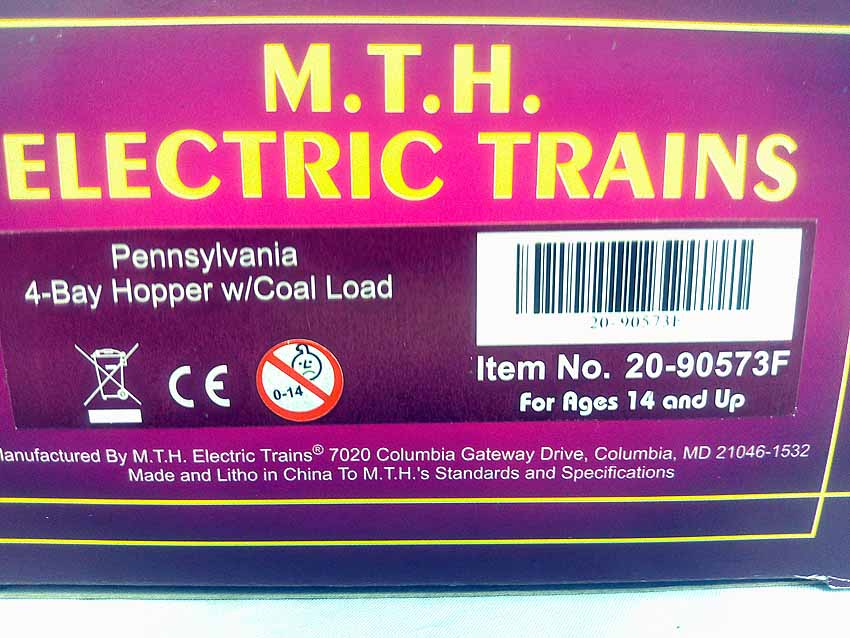 M.T.H.
ELECTRIC TRAINS
Pennsylvania
4-Bay Hopper w/Coal Load
20-90573F
CE
0-14
Item No. 20-90573F
For Ages 14 and Up
Manufactured By M.T.H. Electric Trains® 7020 Columbia Gateway Drive, Columbia, MD 21046-1532
Made and Litho in China To M.T.H.'s Standards and Specifications